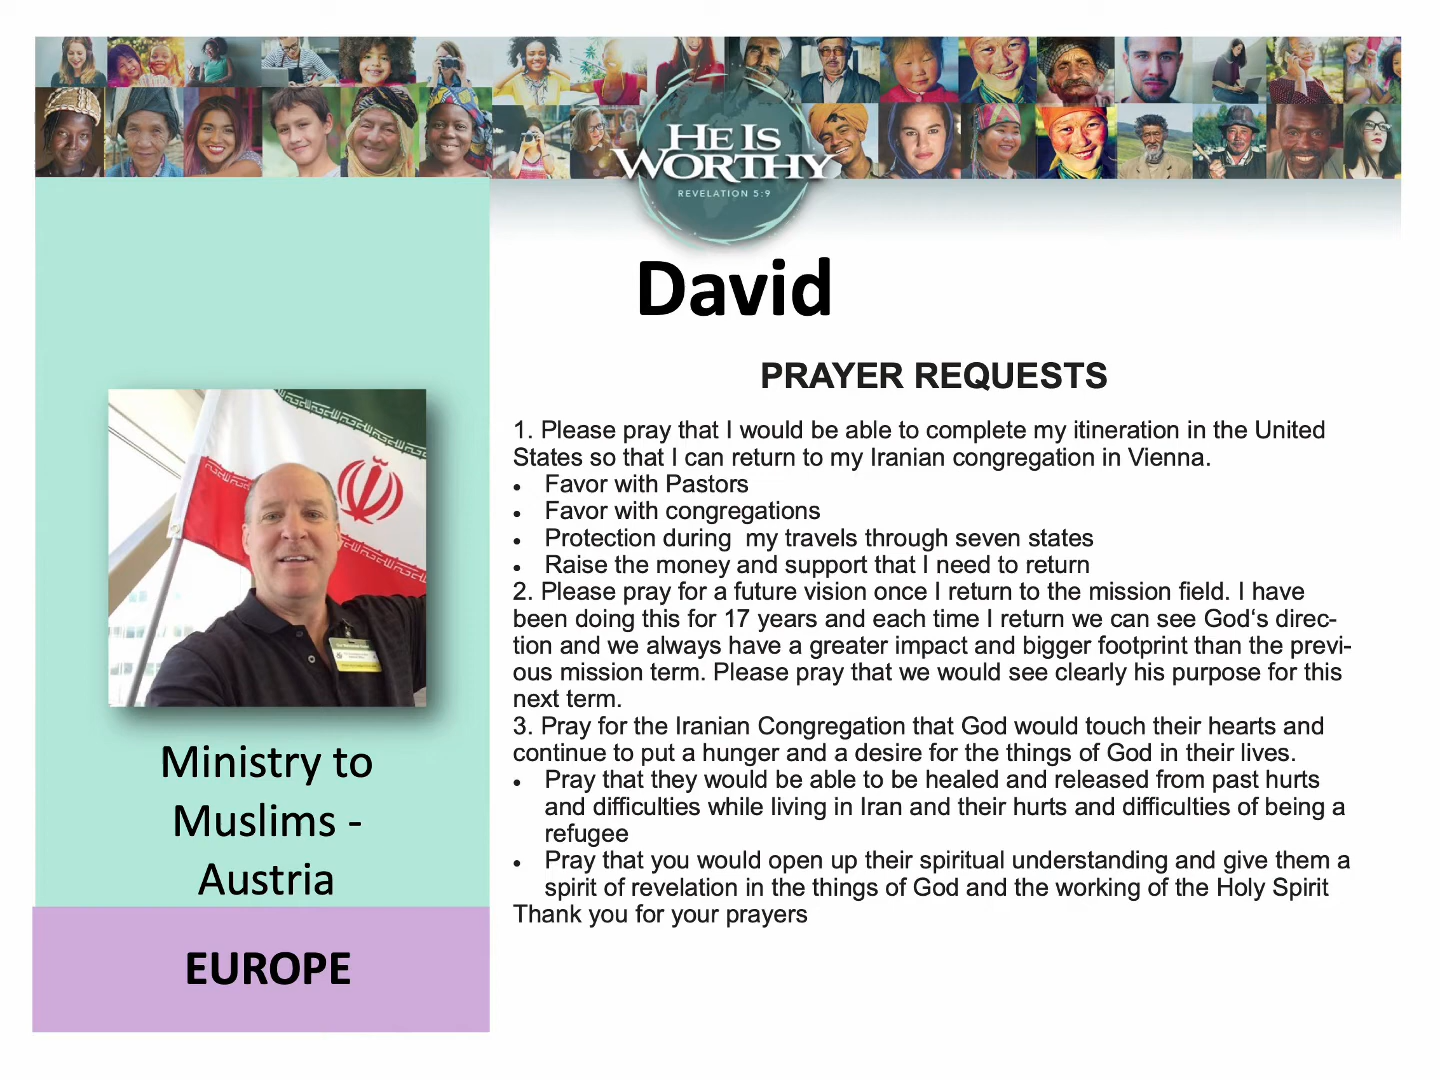 HE IS
WORTHY
REVELATION 5:9
David
PRAYER REQUESTS
1. Please pray that I would be able to complete my itineration in the United
States so that I can return to my Iranian congregation in Vienna.
• Favor with Pastors
• Favor with congregations
• Protection during  my travels through seven states
• Raise the money and support that I need to return
2. Please pray for a future vision once I return to the mission field. I have
been doing this for 17 years and each time I return we can see God‘s direc-
tion and we always have a greater impact and bigger footprint than the previ-
ous mission term. Please pray that we would see clearly his purpose for this
next term.
3. Pray for the Iranian Congregation that God would touch their hearts and
continue to put a hunger and a desire for the things of God in their lives.
• Pray that they would be able to be healed and released from past hurts
and difficulties while living in Iran and their hurts and difficulties of being a
refugee
• Pray that you would open up their spiritual understanding and give them a
spirit of revelation in the things of God and the working of the Holy Spirit
Thank you for your prayers
Ministry to
Muslims -
Austria
EUROPE